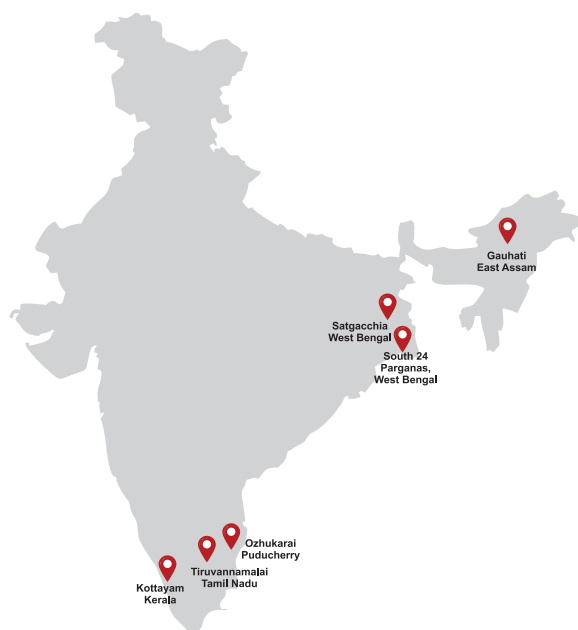 Gauhati
East Assam
Satgacchia
West Bengal
South 24
Parganas,
West Bengal
Ozhukarai
Puducherry
Tiruvannamalai
Tamil Nadu
Kottayam
Kerala